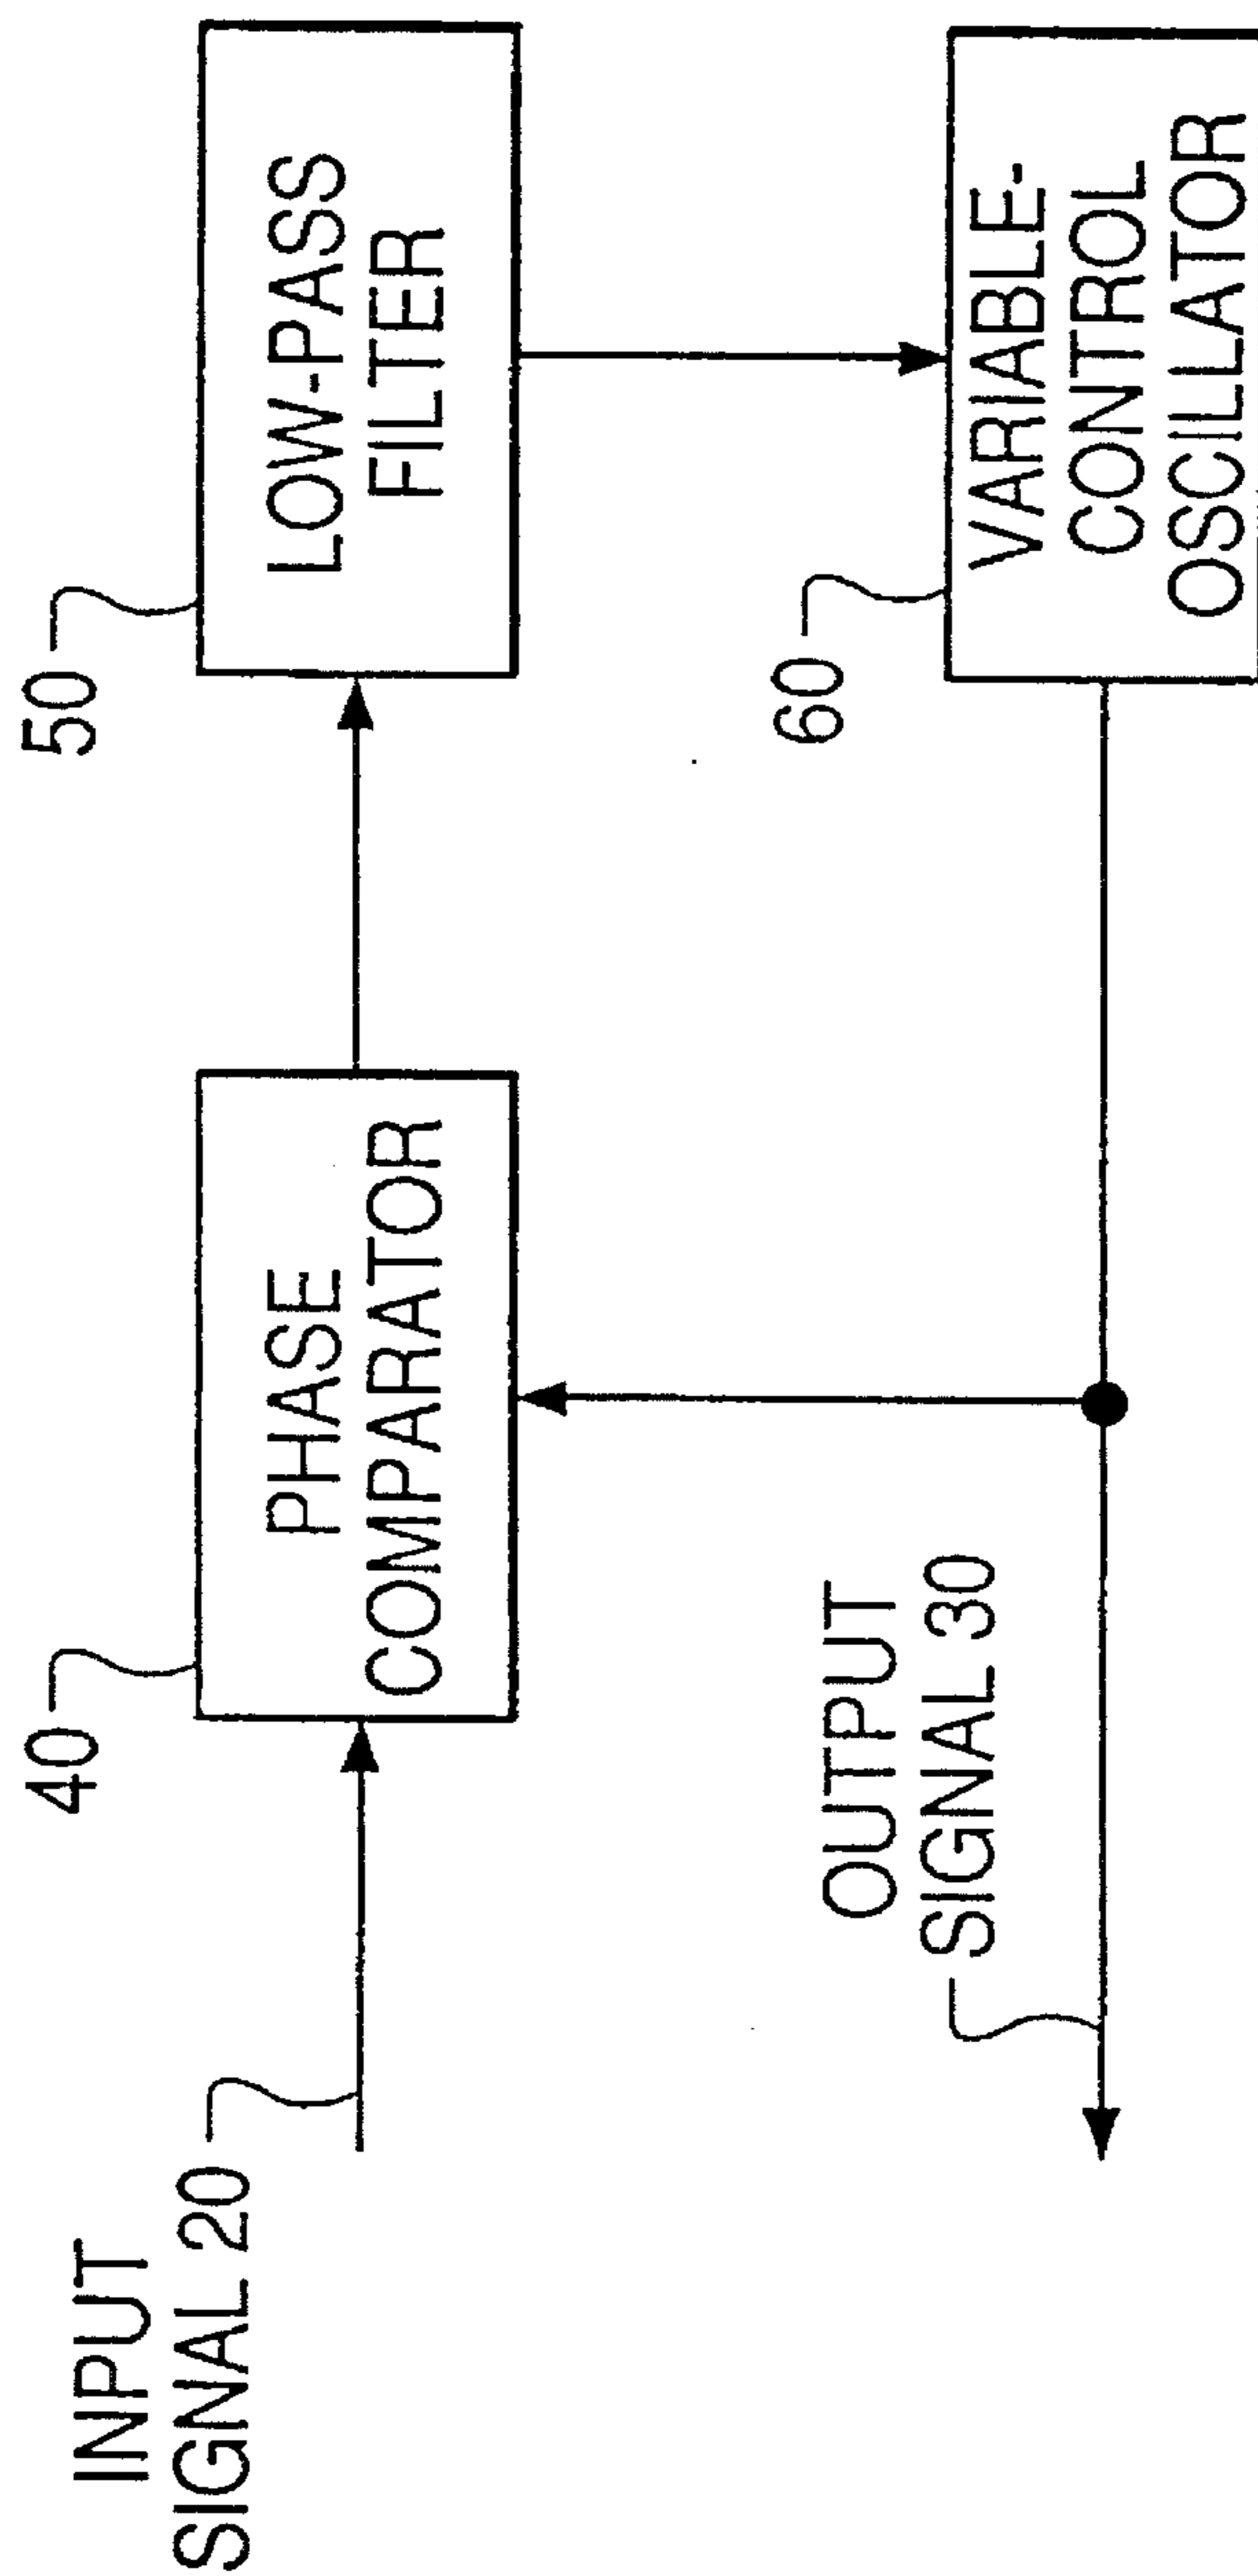 INPUT
SIGNAL 20
40
PHASE
COMPARATOR
50
LOW-PASS
FILTER
OUTPUT
SIGNAL 30
60
VARIABLE-
CONTROL
OSCILLATOR